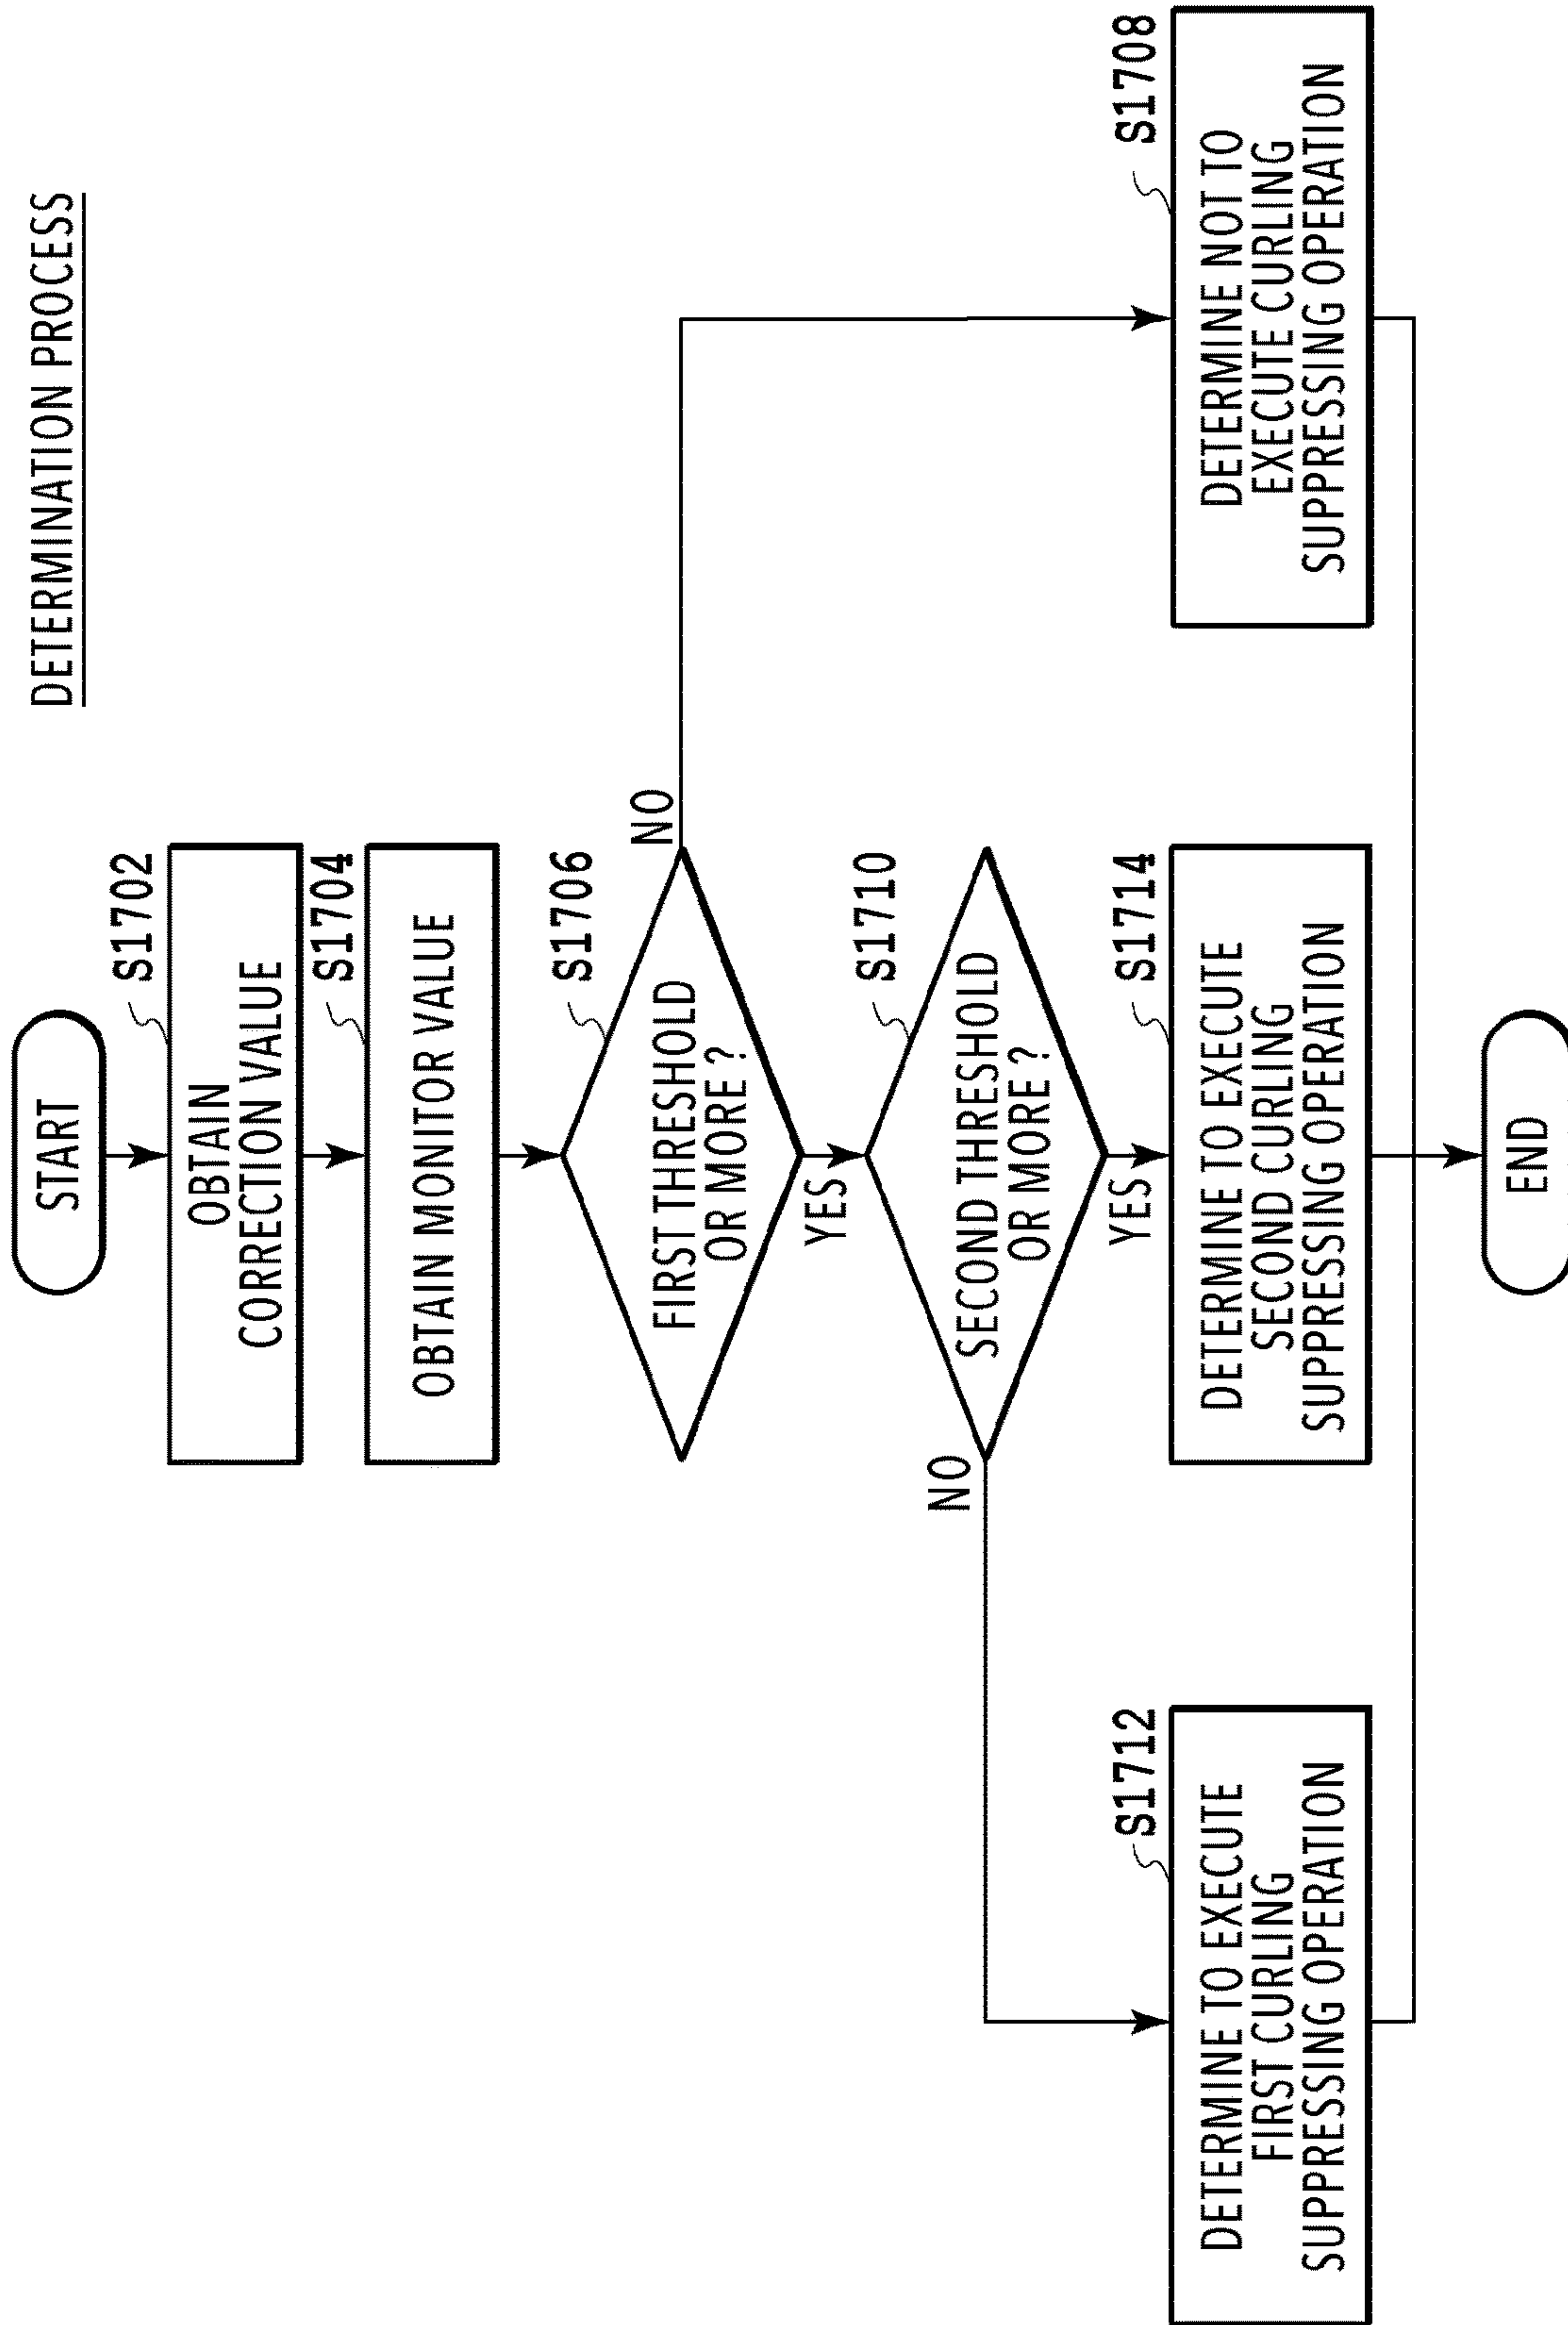 DETERMINATION PROCESS
START
S1702
OBTAIN
CORRECTION VALUE
S1704
OBTAIN MONITOR VALUE
S1706
FIRST THRESHOLD
OR MORE ?
NO
YES
S1710
SECOND THRESHOLD
OR MORE ?
NO
YES
S1712
DETERMINE TO EXECUTE
FIRST CURLING
SUPPRESSING OPERATION
S1714
DETERMINE TO EXECUTE
SECOND CURLING
SUPPRESSING OPERATION
S1708
DETERMINE NOT TO
EXECUTE CURLING
SUPPRESSING OPERATION
END